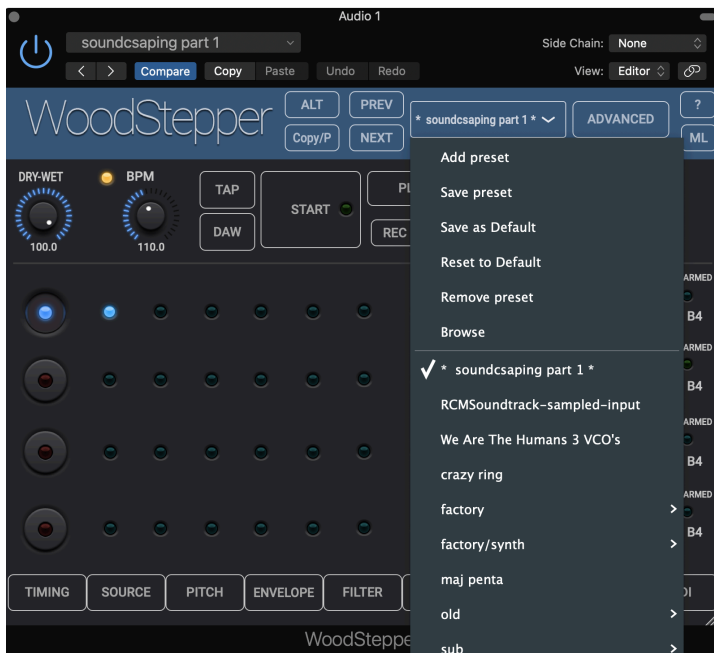 Audio 1
soundcsaping part 1
Side Chain: None
Compare Copy Paste Undo Redo
View: Editor
WoodStepper
ALT PREV
* soundcsaping part 1 *
ADVANCED
?
Copy/P NEXT
ML
DRY-WET
BPM
TAP
START
DAW
REC
100.0
110.0
Add preset
Save preset
Save as Default
Reset to Default
Remove preset
Browse
* soundcsaping part 1 *
RCMSoundtrack-sampled-input
We Are The Humans 3 VCO's
crazy ring
factory
factory/synth
maj penta
old
sub
ARMED
B4
ARMED
B4
ARMED
B4
ARMED
B4
TIMING SOURCE PITCH ENVELOPE FILTER
WoodStepper